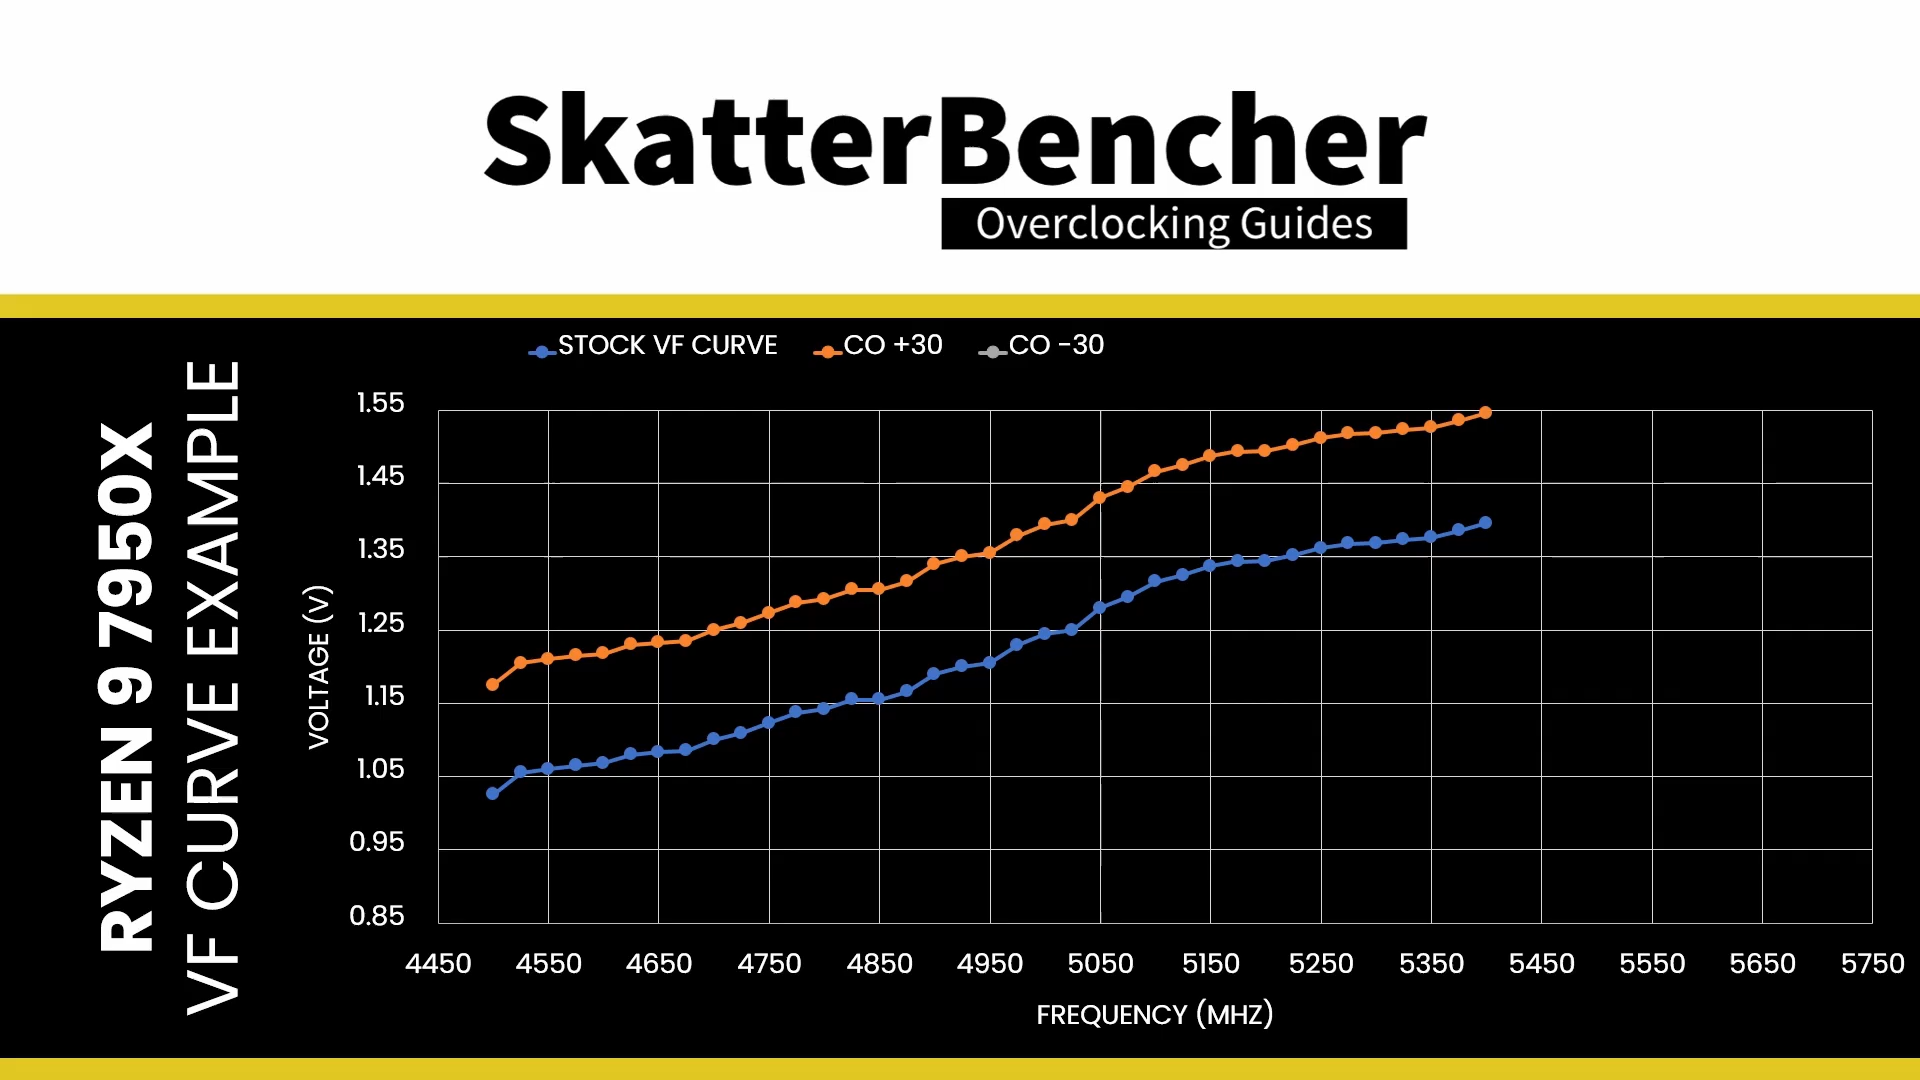 SkatterBencher
Overclocking Guides
RYZEN 9 7950X
VF CURVE EXAMPLE
STOCK VF CURVE
CO +30
CO -30
VOLTAGE (V)
1.55
1.45
1.35
1.25
1.15
1.05
0.95
0.85
4450 4550 4650 4750 4850 4950 5050 5150 5250 5350 5450 5550 5650 5750
FREQUENCY (MHZ)